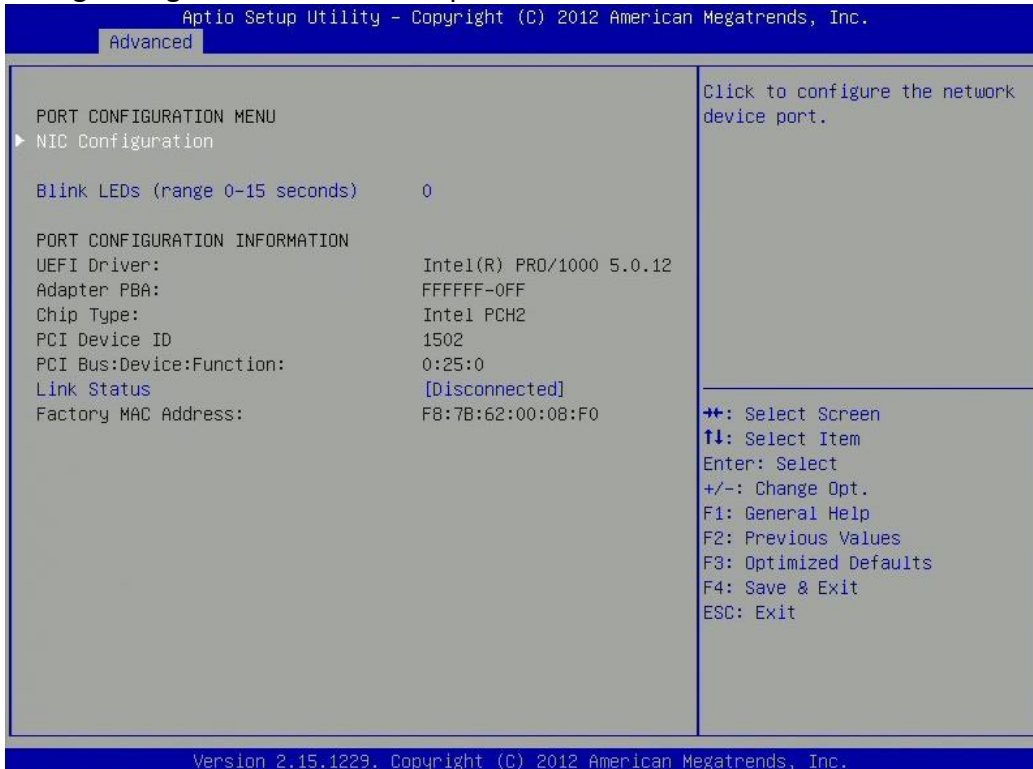 Aptio Setup Utility – Copyright (C) 2012 American Megatrends, Inc.
Advanced
PORT CONFIGURATION MENU
NIC Configuration
Blink LEDs (range 0-15 seconds) 0
PORT CONFIGURATION INFORMATION
UEFI Driver: Intel(R) PRO/1000 5.0.12
Adapter PBA: FFFFFF-0FF
Chip Type: Intel PCH2
PCI Device ID 1502
PCI Bus:Device:Function: 0:25:0
Link Status [Disconnected]
Factory MAC Address: F8:7B:62:00:08:F0
Click to configure the network
device port.
→←: Select Screen
↑↓: Select Item
Enter: Select
+/-: Change Opt.
F1: General Help
F2: Previous Values
F3: Optimized Defaults
F4: Save & Exit
ESC: Exit
Version 2.15.1229. Copyright (C) 2012 American Megatrends, Inc.